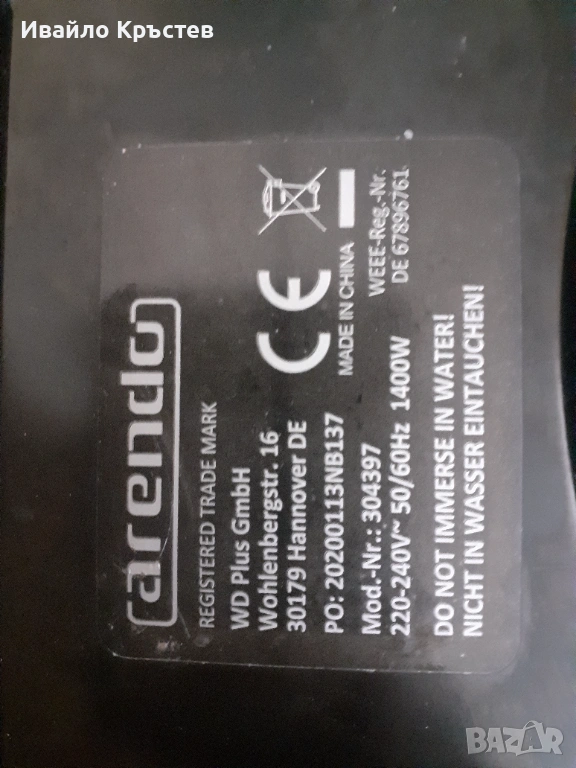 Ивайло Кръстев
arendo
REGISTERED TRADE MARK
WD Plus GmbH
Wohlenbergstr. 16
30179 Hannover DE
PO: 20200113NB137
Mod.-Nr.: 304397
220-240V~ 50/60Hz 1400W
DO NOT IMMERSE IN WATER!
NICHT IN WASSER EINTAUCHEN!
CE
MADE IN CHINA
WEEE-Reg.-Nr.
DE 67896761
BAZAR